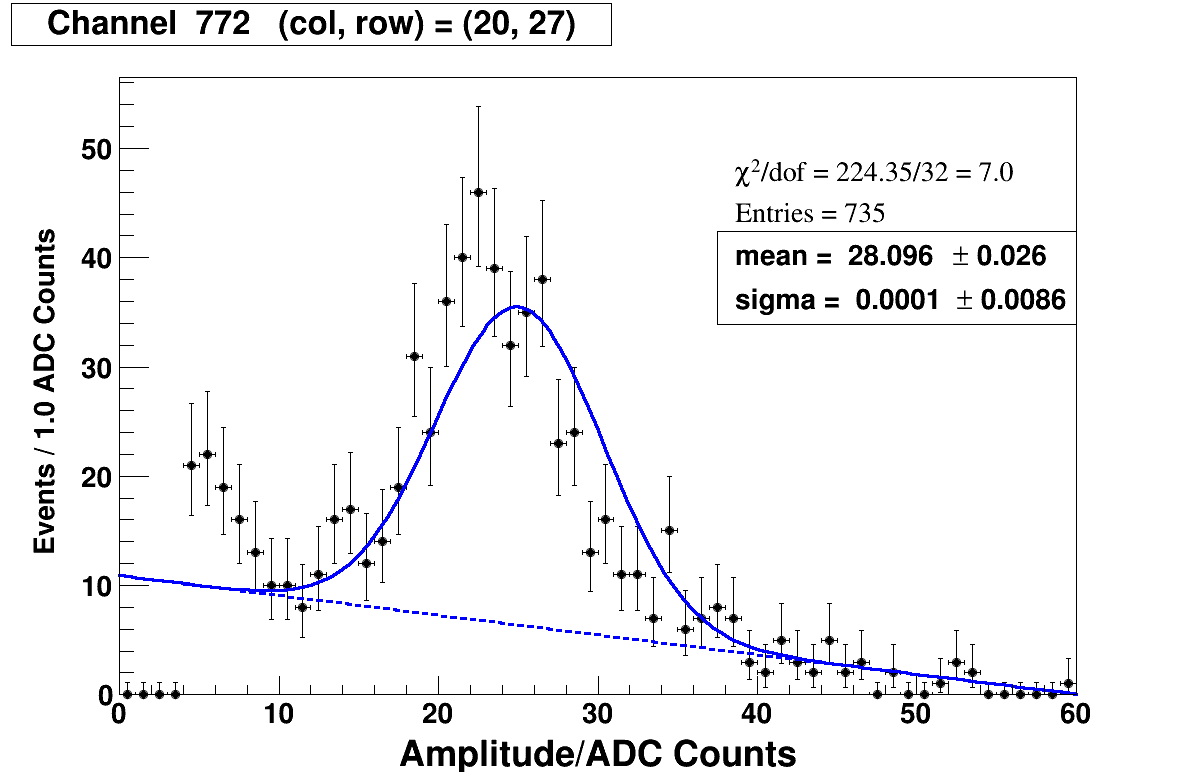 Channel 772 (col, row) = (20, 27)
χ²/dof = 224.35/32 = 7.0
Entries = 735
mean = 28.096 ± 0.026
sigma = 0.0001 ± 0.0086
Events / 1.0 ADC Counts
50
40
30
20
10
0
0 10 20 30 40 50 60
Amplitude/ADC Counts